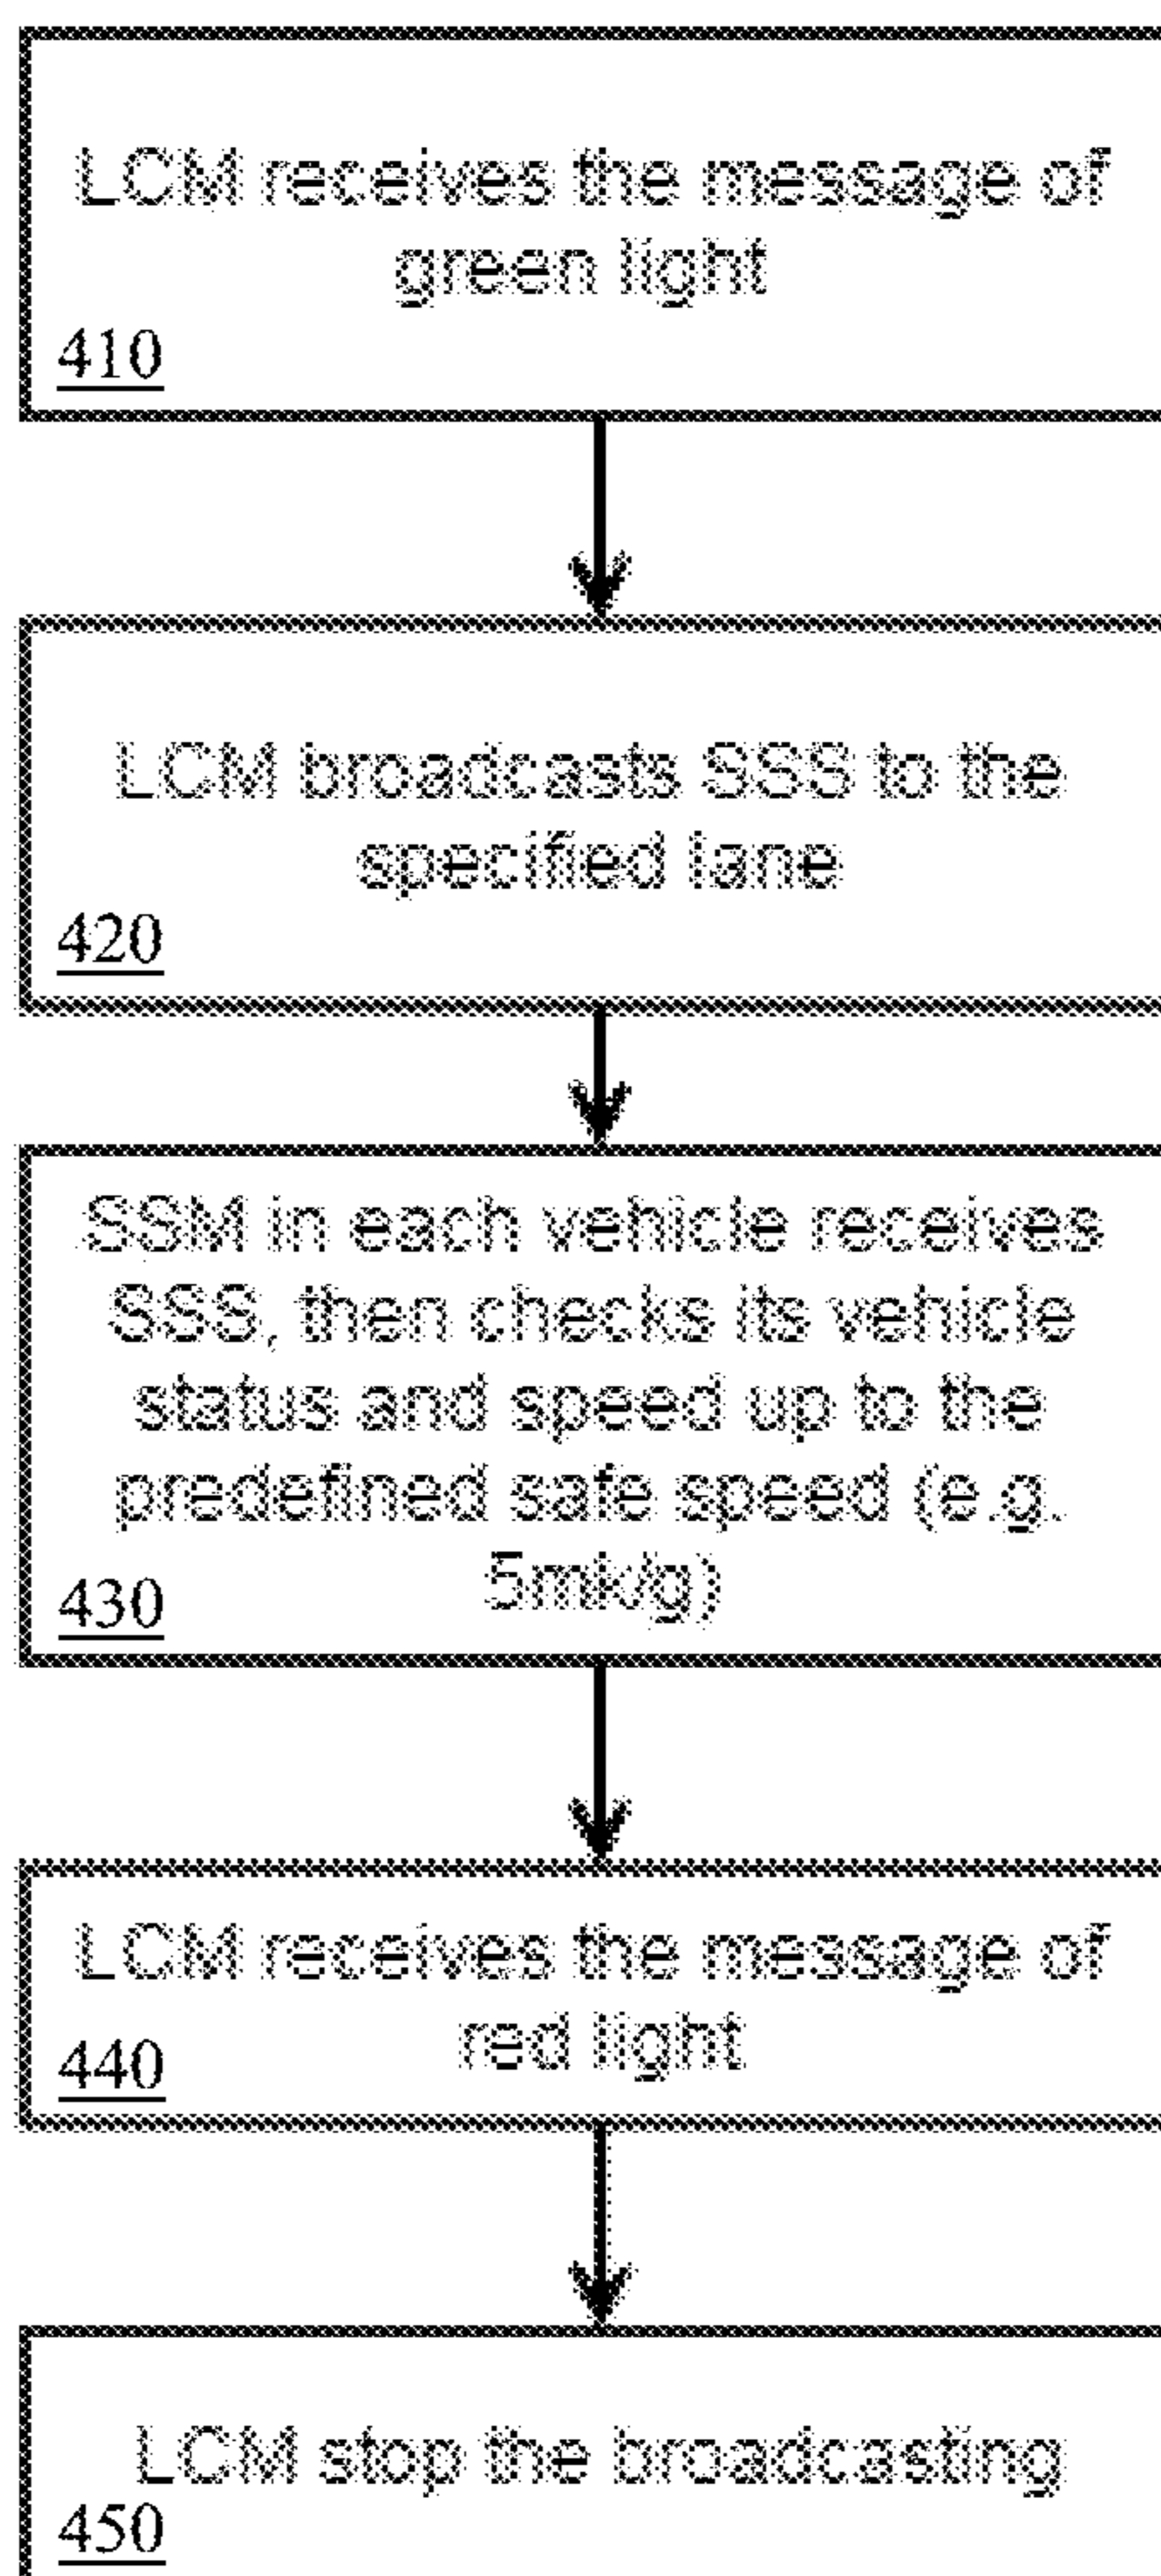 LCM receives the message of
green light
410
LCM broadcasts SSS to the
specified lane
420
SSM in each vehicle receives
SSS, then checks its vehicle
status and speed up to the
predefined safe speed (e.g.
5mk/g)
430
LCM receives the message of
red light
440
LCM stop the broadcasting
450